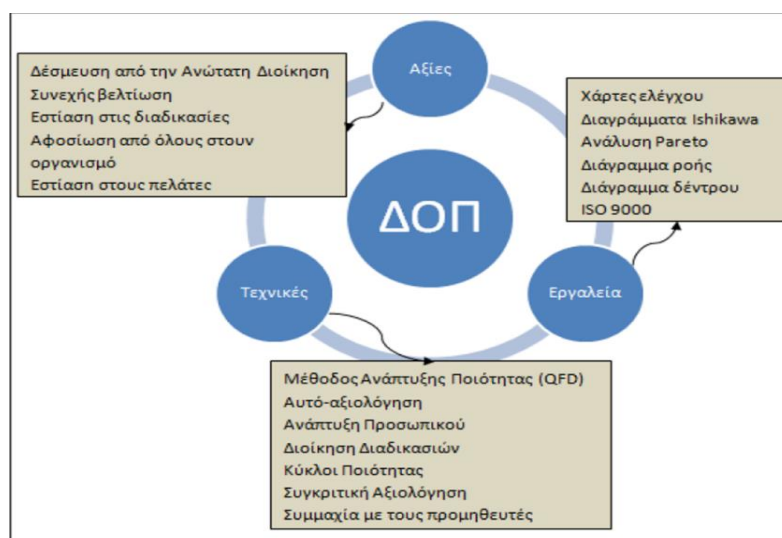 Αξίες
Δέσμευση από την Ανώτατη Διοίκηση
Συνεχής βελτίωση
Εστίαση στις διαδικασίες
Αφοσίωση από όλους στουν
οργανισμό
Εστίαση στους πελάτες
Χάρτες ελέγχου
Διαγράμματα Ishikawa
Ανάλυση Pareto
Διάγραμμα ροής
Διάγραμμα δέντρου
ISO 9000
ΔΟΠ
Τεχνικές
Εργαλεία
Μέθοδος Ανάπτυξης Ποιότητας (QFD)
Αυτό-αξιολόγηση
Ανάπτυξη Προσωπικού
Διοίκηση Διαδικασιών
Κύκλοι Ποιότητας
Συγκριτική Αξιολόγηση
Συμμαχία με τους προμηθευτές